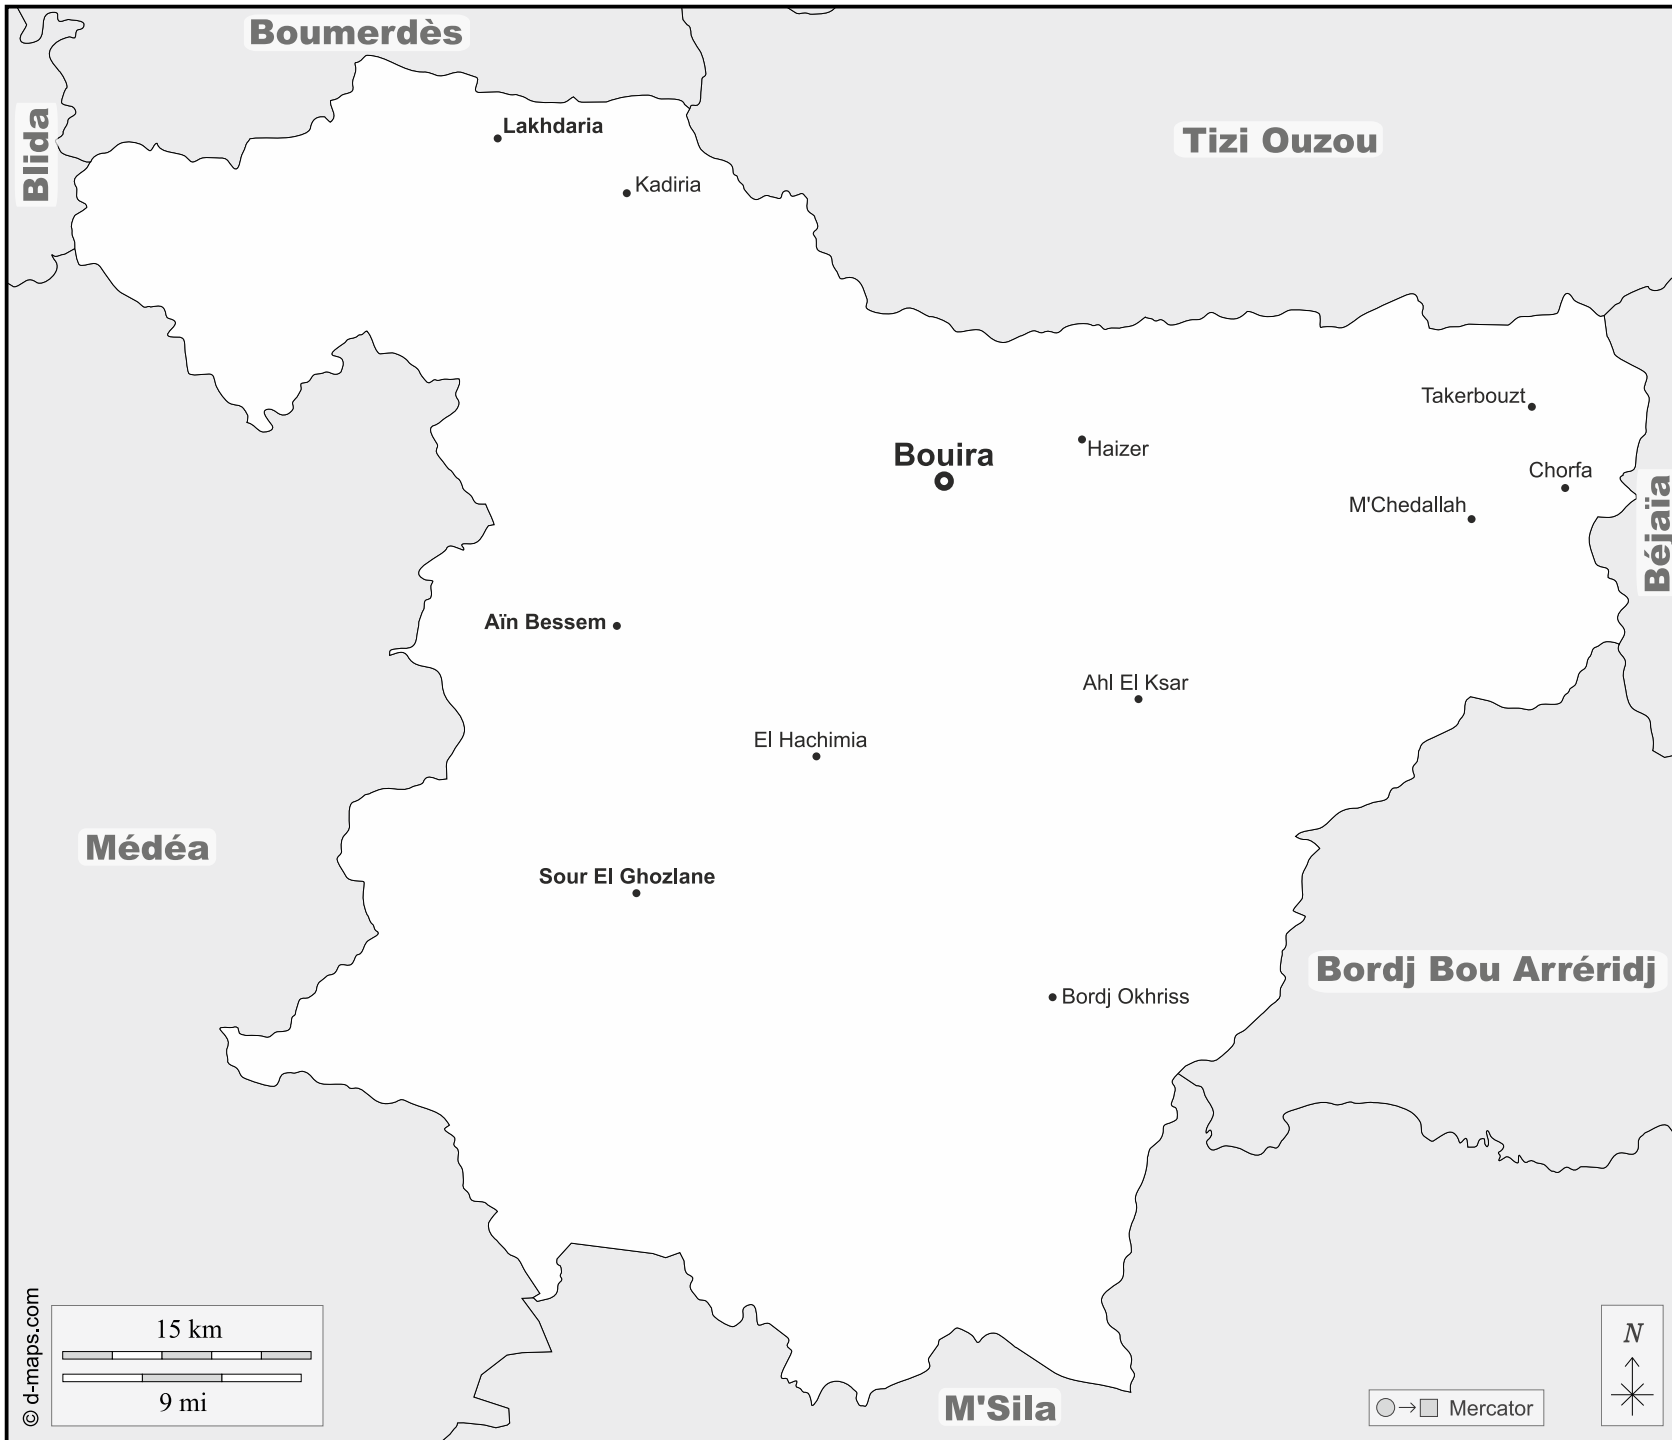 Boumerdès
Blida
Lakhdaria
Tizi Ouzou
Kadiria
Takerbouzt
Haizer
Bouira
Chorfa
M'Chedallah
Béjaïa
Aïn Bessem
Ahl El Ksar
El Hachimia
Médéa
Sour El Ghozlane
Bordj Bou Arréridj
Bordj Okhriss
© d-maps.com
15 km
9 mi
M'Sila
Mercator
N